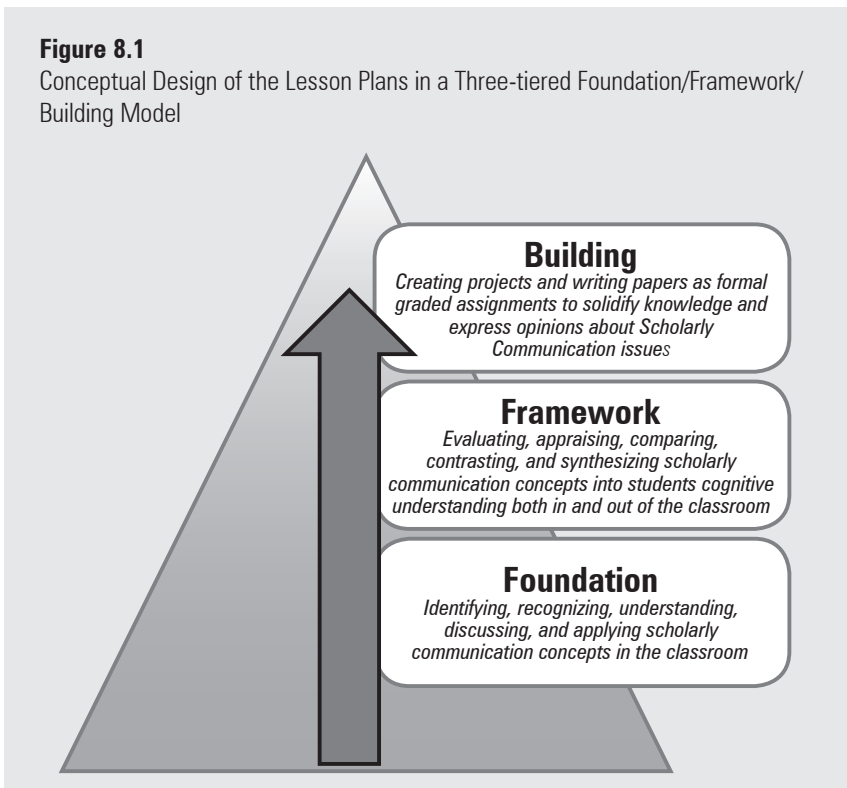 Figure 8.1
Conceptual Design of the Lesson Plans in a Three-tiered Foundation/Framework/
Building Model
Building
Creating projects and writing papers as formal
graded assignments to solidify knowledge and
express opinions about Scholarly
Communication issues
Framework
Evaluating, appraising, comparing,
contrasting, and synthesizing scholarly
communication concepts into students cognitive
understanding both in and out of the classroom
Foundation
Identifying, recognizing, understanding,
discussing, and applying scholarly
communication concepts in the classroom